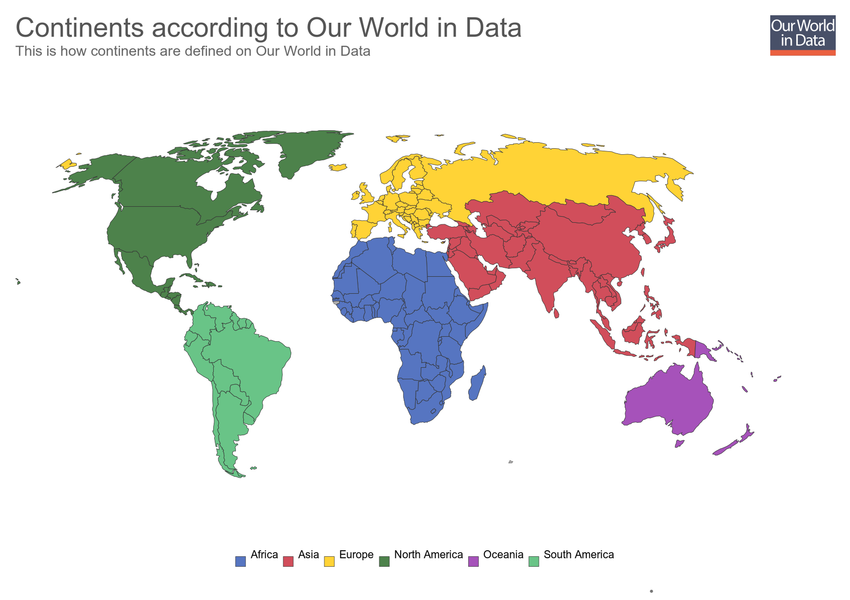 Continents according to Our World in Data
This is how continents are defined on Our World in Data
Our World
in Data
Africa Asia Europe North America Oceania South America